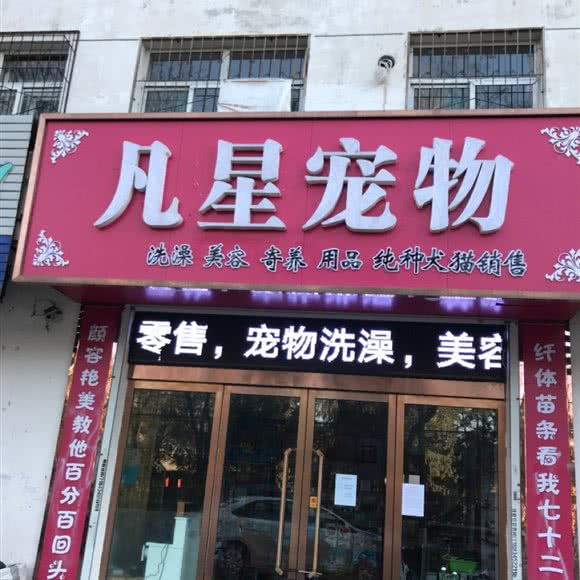 凡星宠物
洗澡 美容 寄养 用品 纯种犬猫销售
零售，宠物洗澡，美容
顔容艳美教他百分百回头
纤体苗条看我七十二